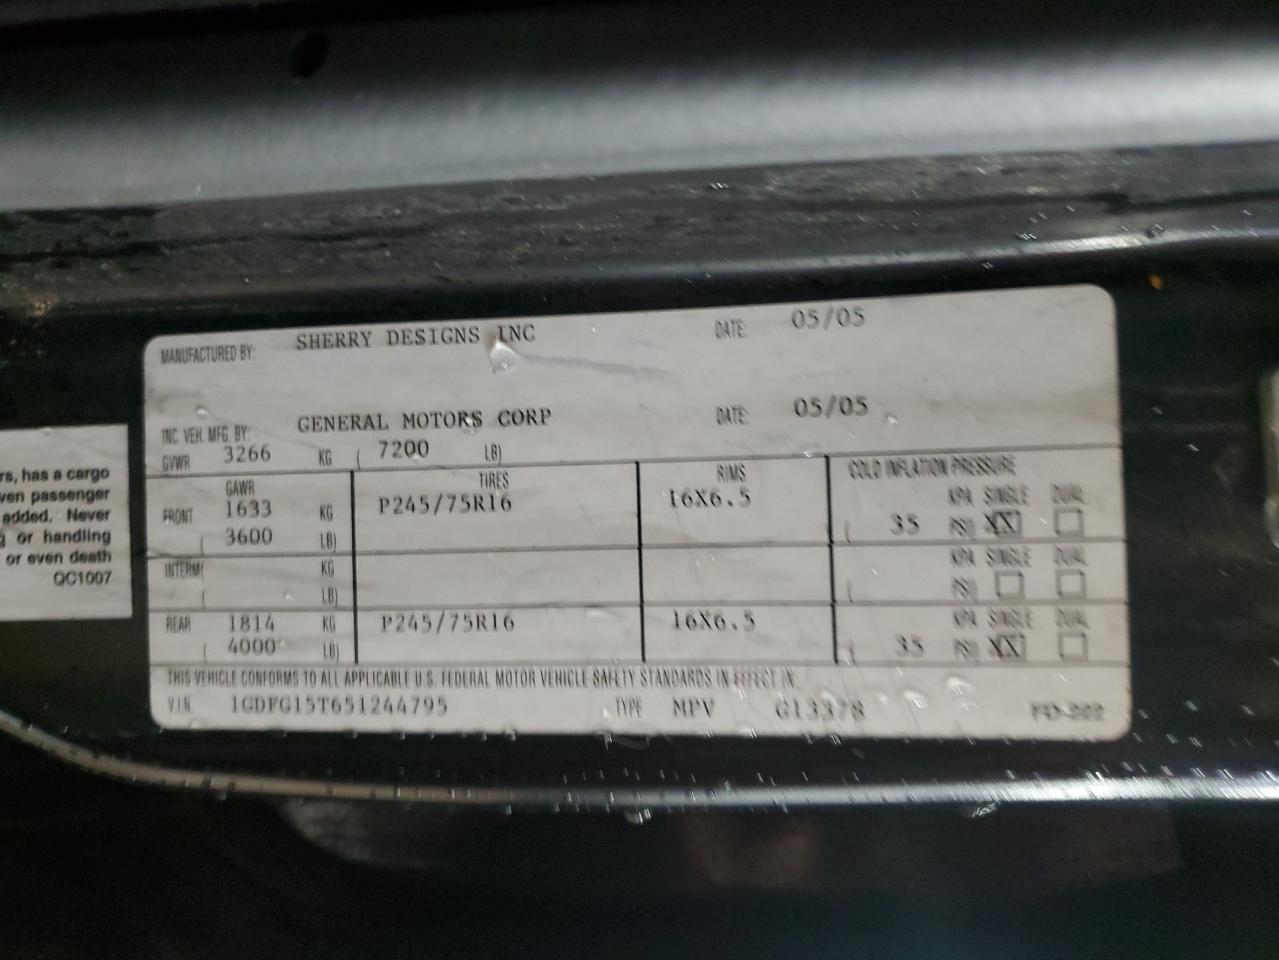 MANUFACTURED BY: SHERRY DESIGNS INC DATE: 05/05
INC. VEH. MFG. BY: GENERAL MOTORS CORP DATE: 05/05
GVWR 3266 KG ( 7200 LB)
GAWR TIRES RIMS COLD INFLATION PRESSURE
FRONT 1633 KG P245/75R16 16X6.5 KPA SINGLE DUAL
( 3600 LB) ( 35 PSI) XX
INTERM( KG KPA SINGLE DUAL
( LB) ( PSI)
REAR 1814 KG P245/75R16 16X6.5 KPA SINGLE DUAL
( 4000 LB) ( 35 PSI) XX
THIS VEHICLE CONFORMS TO ALL APPLICABLE U.S. FEDERAL MOTOR VEHICLE SAFETY STANDARDS IN EFFECT IN:
V.I.N. 1GDFG15T651244795 TYPE MPV G13378
rs, has a cargo
ven passenger
added. Never
g or handling
or even death
QC1007